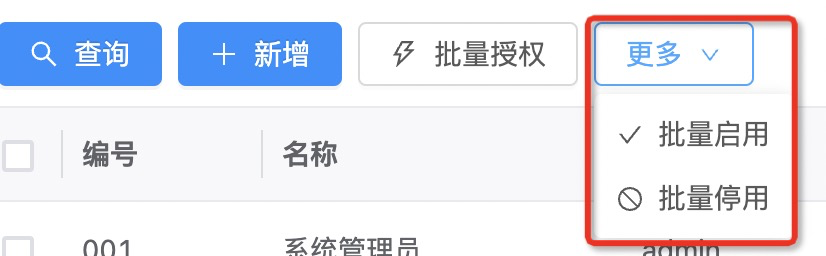 查询 新增 批量授权 更多
批量启用
编号 名称
批量停用
001 系统管理员 admin